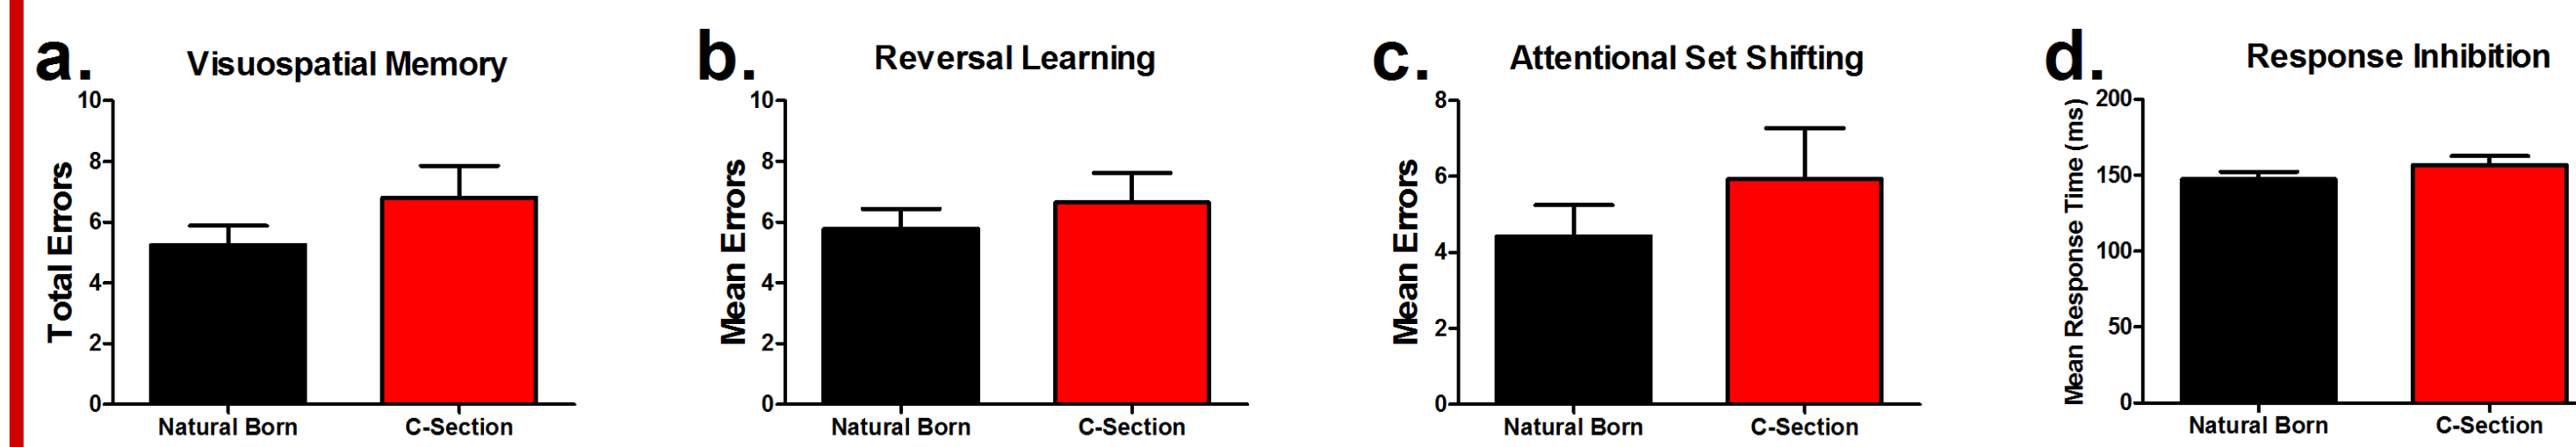 a. Visuospatial Memory
Total Errors
10
8
6
4
2
0
Natural Born C-Section
b. Reversal Learning
Mean Errors
10
8
6
4
2
0
Natural Born C-Section
c. Attentional Set Shifting
Mean Errors
8
6
4
2
0
Natural Born C-Section
d. Response Inhibition
Mean Response Time (ms)
200
150
100
50
0
Natural Born C-Section